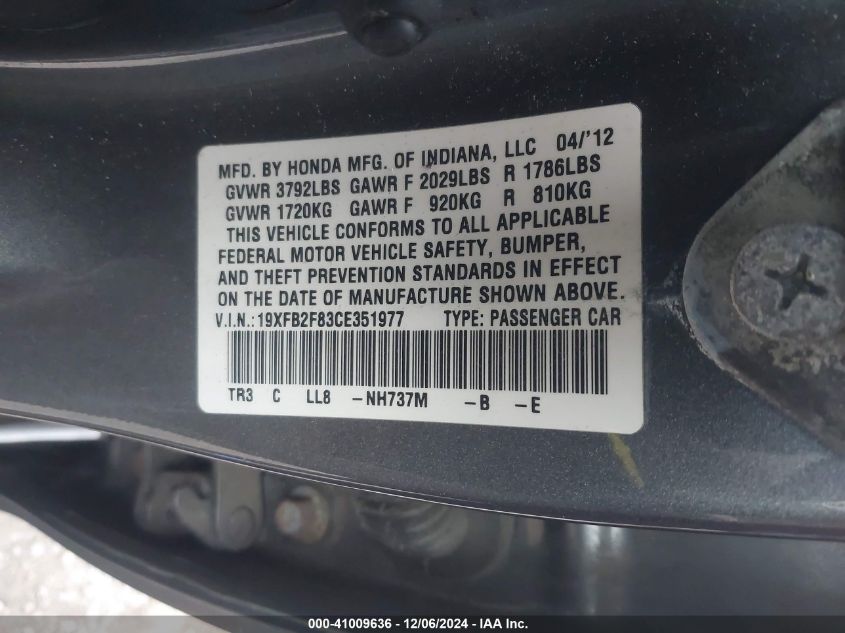 MFD. BY HONDA MFG. OF INDIANA, LLC 04/'12
GVWR 3792LBS GAWR F 2029LBS R 1786LBS
GVWR 1720KG GAWR F 920KG R 810KG
THIS VEHICLE CONFORMS TO ALL APPLICABLE
FEDERAL MOTOR VEHICLE SAFETY, BUMPER,
AND THEFT PREVENTION STANDARDS IN EFFECT
ON THE DATE OF MANUFACTURE SHOWN ABOVE.
V.I.N.:19XFB2F83CE351977 TYPE: PASSENGER CAR
TR3 C LL8 -NH737M -B -E
000-41009636 - 12/06/2024 - IAA Inc.